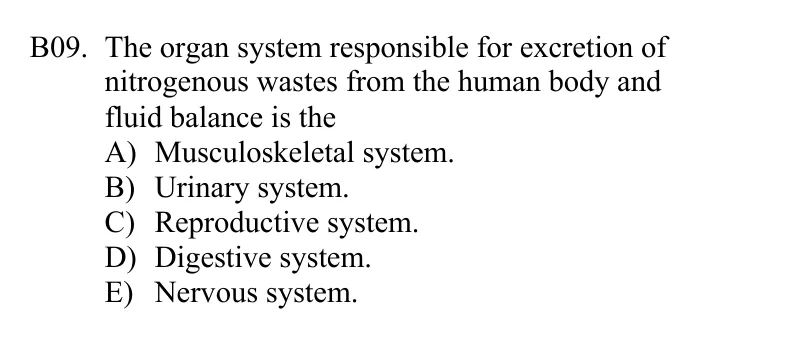 B09. The organ system responsible for excretion of
nitrogenous wastes from the human body and
fluid balance is the
A) Musculoskeletal system.
B) Urinary system.
C) Reproductive system.
D) Digestive system.
E) Nervous system.